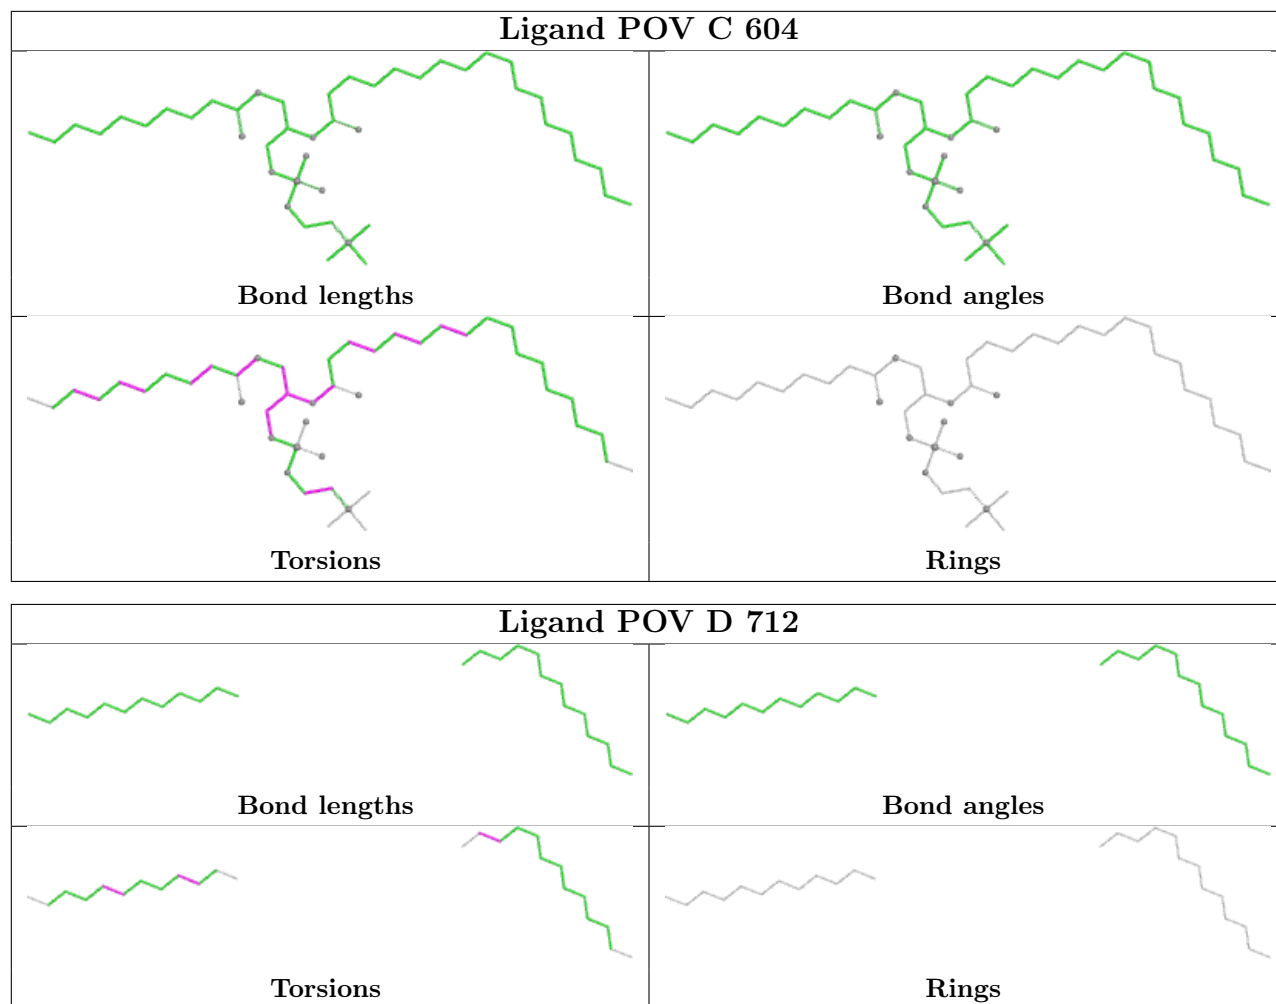 Ligand POV C 604
Bond lengths
Bond angles
Torsions
Rings
Ligand POV D 712
Bond lengths
Bond angles
Torsions
Rings